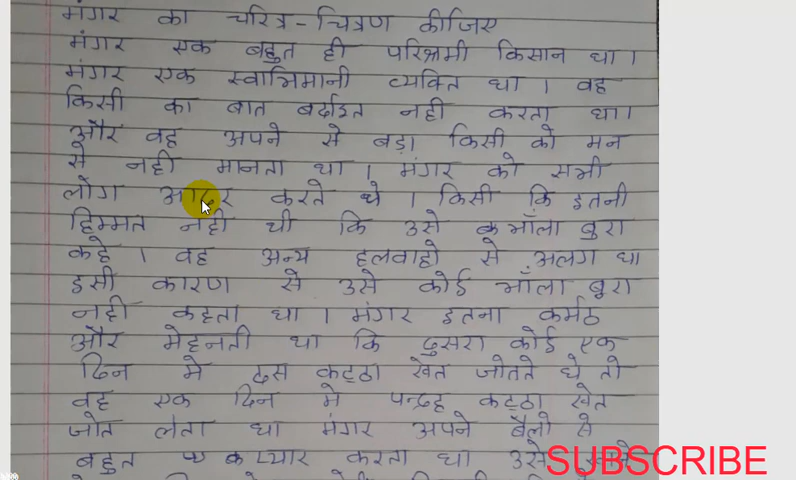 मंगर का चरित्र-चित्रण कीजिए
मंगर एक बहुत ही परिश्रमी किसान था।
मंगर एक स्वाभिमानी व्यक्ति था। वह
किसी का बात बर्दाश्त नही करता था।
और वह अपने से बड़ा किसी को मन
से नही मानता था। मंगर को सभी
लोग आदर करते थे। किसी कि इतनी
हिम्मत नही थी कि उसे भाँला बुरा
कहे। वह अन्य हलवाहो से अलग था
इसी कारण से उसे कोई भाँला बुरा
नही कहता था। मंगर इतना कर्मठ
और मेहनती था कि दुसरा कोई एक
दिन मे दस कट्ठा खेत जोतते थे तो
वह एक दिन मे पन्द्रह कट्ठा खेत
जोत लेता था मंगर अपने बैलो से
बहुत प्यार करता था उसे
SUBSCRIBE